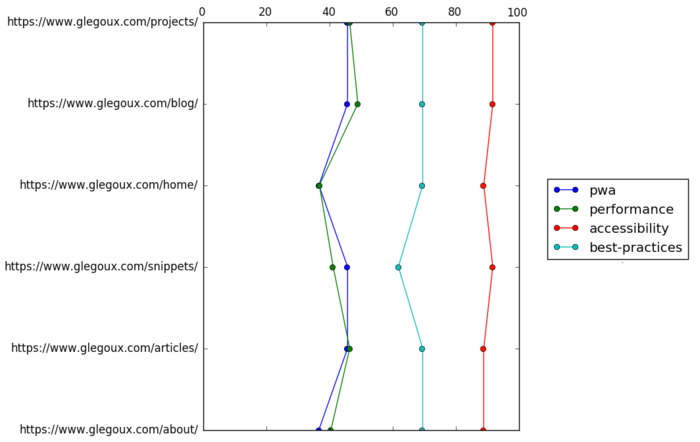 0 20 40 60 80 100
https://www.glegoux.com/projects/
https://www.glegoux.com/blog/
https://www.glegoux.com/home/
https://www.glegoux.com/snippets/
https://www.glegoux.com/articles/
https://www.glegoux.com/about/
pwa
performance
accessibility
best-practices